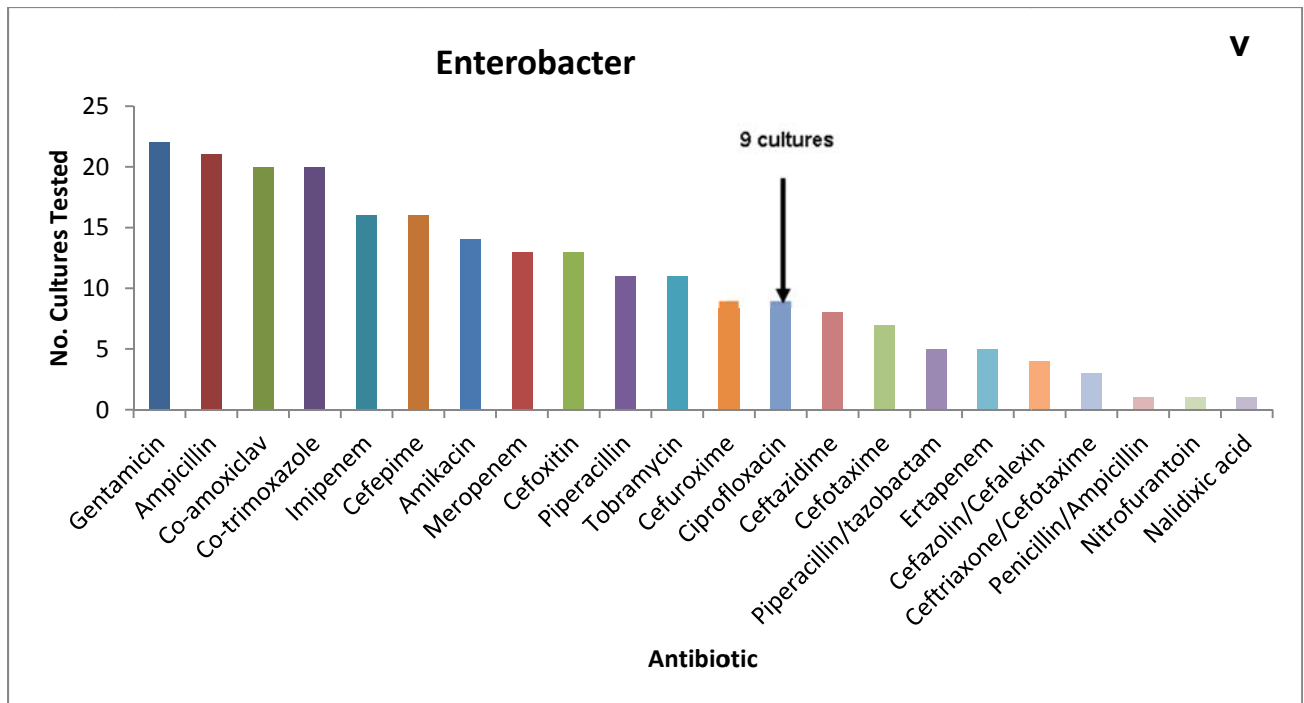 Enterobacter
v
25
20
15
10
5
0
No. Cultures Tested
9 cultures
Gentamicin
Ampicillin
Co-amoxiclav
Co-trimoxazole
Imipenem
Cefepime
Amikacin
Meropenem
Cefoxitin
Piperacillin
Tobramycin
Cefuroxime
Ciprofloxacin
Ceftazidime
Cefotaxime
Piperacillin/tazobactam
Ertapenem
Cefazolin/Cefalexin
Ceftriaxone/Cefotaxime
Penicillin/Ampicillin
Nitrofurantoin
Nalidixic acid
Antibiotic